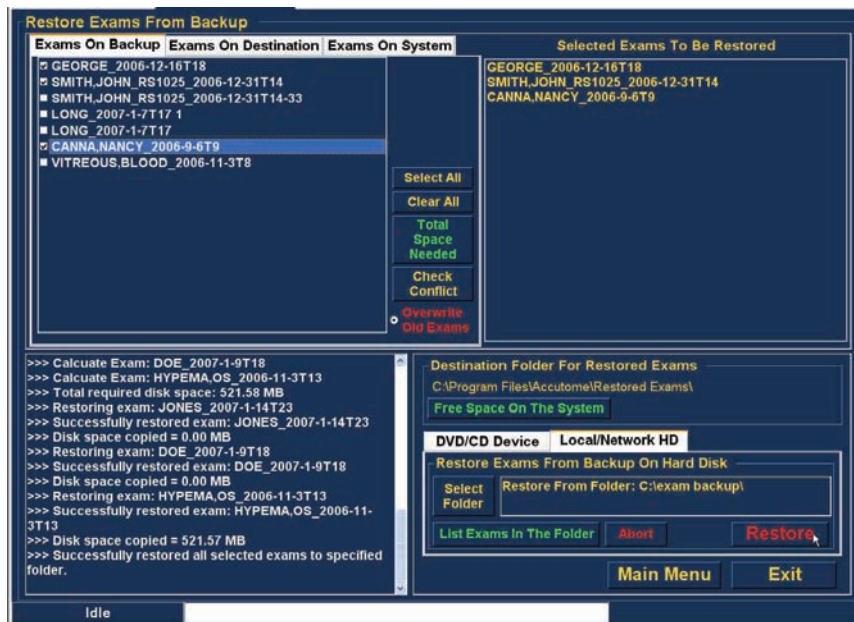 Restore Exams From Backup
Exams On Backup Exams On Destination Exams On System
GEORGE_2006-12-16T18
SMITH,JOHN_RS1025_2006-12-31T14
SMITH,JOHN_RS1025_2006-12-31T14-33
LONG_2007-1-7T17 1
LONG_2007-1-7T17
CANNA,NANCY_2006-9-6T9
VITREOUS,BLOOD_2006-11-3T8
Select All
Clear All
Total
Space
Needed
Check
Conflict
Overwrite
Old Exams
Selected Exams To Be Restored
GEORGE_2006-12-16T18
SMITH,JOHN_RS1025_2006-12-31T14
CANNA,NANCY_2006-9-6T9
>>> Calcuate Exam: DOE_2007-1-9T18
>>> Calcuate Exam: HYPEMA,OS_2006-11-3T13
>>> Total required disk space: 521.58 MB
>>> Restoring exam: JONES_2007-1-14T23
>>> Successfully restored exam: JONES_2007-1-14T23
>>> Disk space copied = 0.00 MB
>>> Restoring exam: DOE_2007-1-9T18
>>> Successfully restored exam: DOE_2007-1-9T18
>>> Disk space copied = 0.00 MB
>>> Restoring exam: HYPEMA,OS_2006-11-3T13
>>> Successfully restored exam: HYPEMA,OS_2006-11-
3T13
>>> Disk space copied = 521.57 MB
>>> Successfully restored all selected exams to specified
folder.
Destination Folder For Restored Exams
C:\Program Files\Accutome\Restored Exams\
Free Space On The System
DVD/CD Device Local/Network HD
Restore Exams From Backup On Hard Disk
Select
Folder
Restore From Folder: C:\exam backup\
List Exams In The Folder Abort Restore
Main Menu Exit
Idle